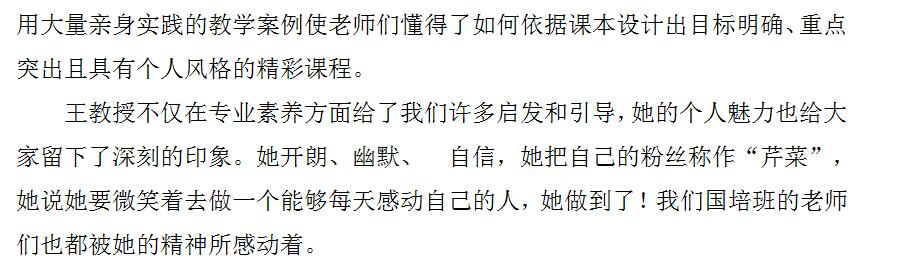 用大量亲身实践的教学案例使老师们懂得了如何依据课本设计出目标明确、重点
突出且具有个人风格的精彩课程。
王教授不仅在专业素养方面给了我们许多启发和引导，她的个人魅力也给大
家留下了深刻的印象。她开朗、幽默、　自信，她把自己的粉丝称作“芹菜”，
她说她要微笑着去做一个能够每天感动自己的人，她做到了！我们国培班的老师
们也都被她的精神所感动着。